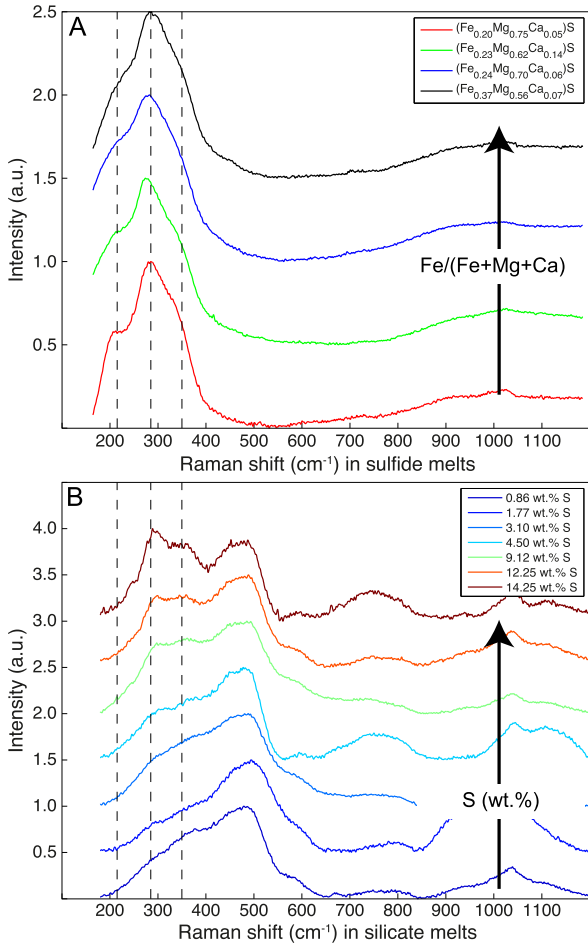 A
(Fe0.20Mg0.75Ca0.05)S
(Fe0.23Mg0.62Ca0.14)S
(Fe0.24Mg0.70Ca0.06)S
(Fe0.37Mg0.56Ca0.07)S
2.5
2.0
1.5
1.0
0.5
Intensity (a.u.)
Fe/(Fe+Mg+Ca)
200 300 400 500 600 700 800 900 1000 1100
Raman shift (cm-1) in sulfide melts
B
0.86 wt.% S
1.77 wt.% S
3.10 wt.% S
4.50 wt.% S
9.12 wt.% S
12.25 wt.% S
14.25 wt.% S
4.0
3.5
3.0
2.5
2.0
1.5
1.0
0.5
Intensity (a.u.)
S (wt.%)
200 300 400 500 600 700 800 900 1000 1100
Raman shift (cm-1) in silicate melts